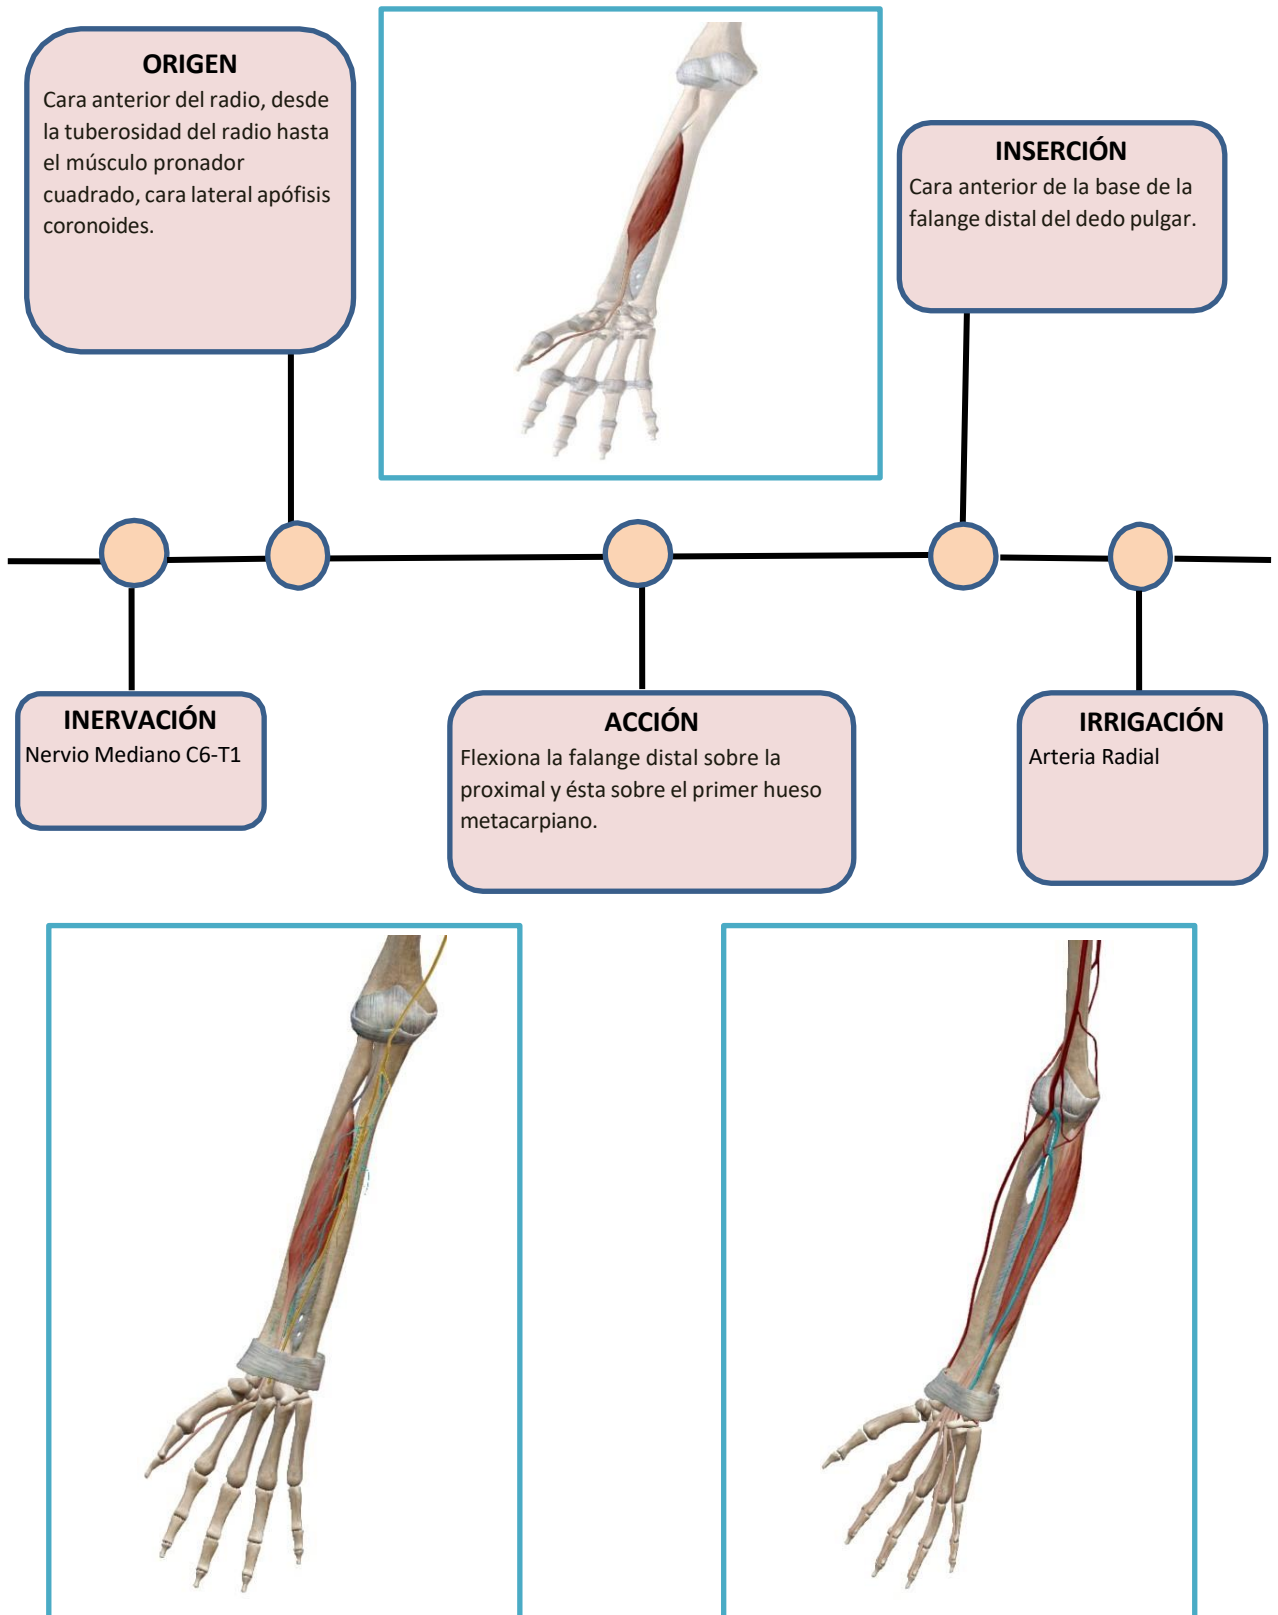 ORIGEN
Cara anterior del radio, desde
la tuberosidad del radio hasta
el músculo pronador
cuadrado, cara lateral apófisis
coronoides.
INSERCIÓN
Cara anterior de la base de la
falange distal del dedo pulgar.
INERVACIÓN
Nervio Mediano C6-T1
ACCIÓN
Flexiona la falange distal sobre la
proximal y ésta sobre el primer hueso
metacarpiano.
IRRIGACIÓN
Arteria Radial